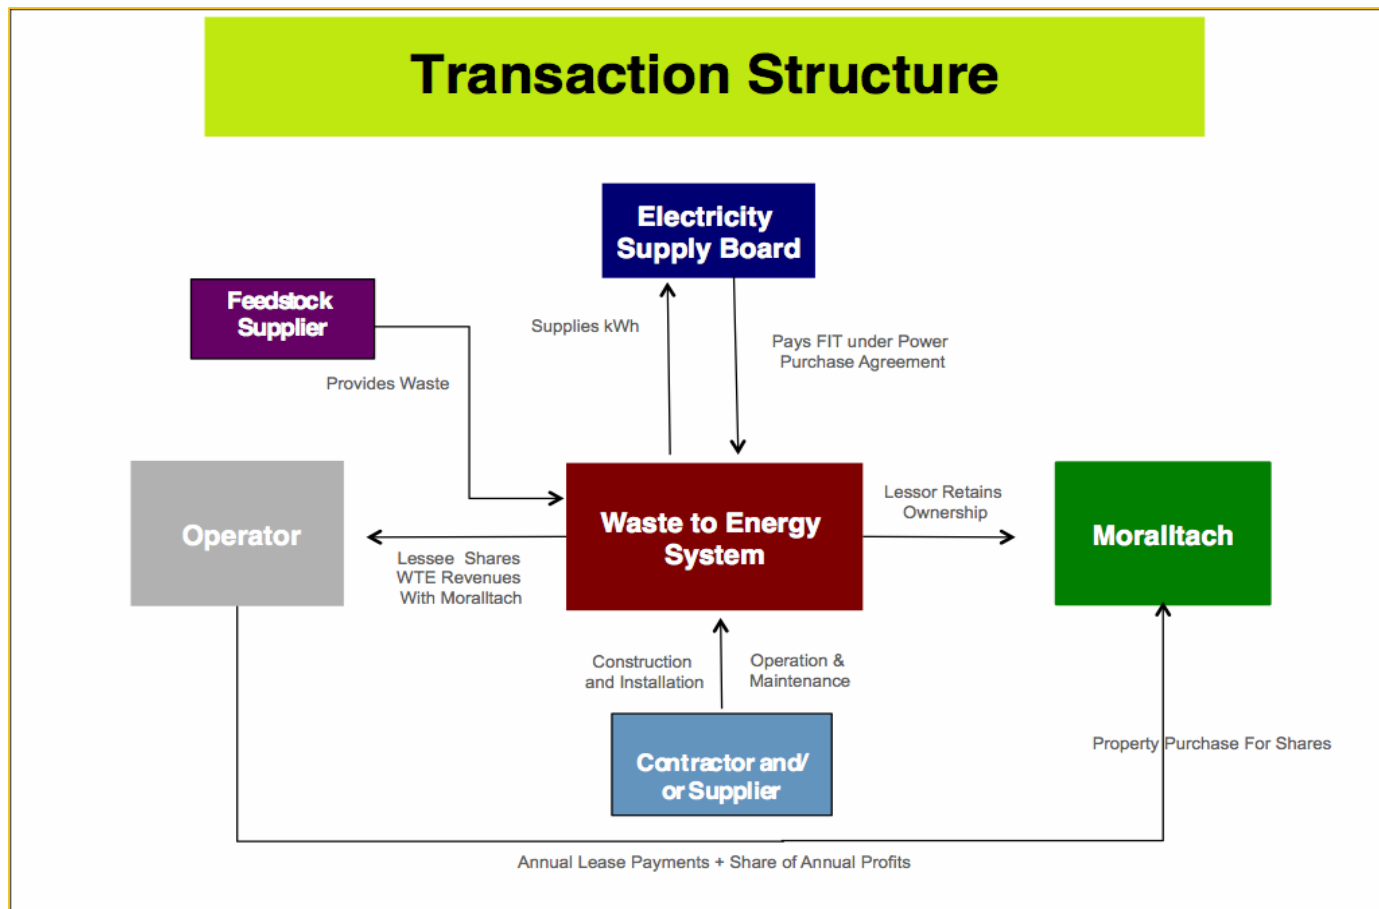 Transaction Structure
Electricity
Supply Board
Feedstock
Supplier
Supplies kWh
Pays FIT under Power
Purchase Agreement
Provides Waste
Operator
Waste to Energy
System
Lessor Retains
Ownership
Moralltach
Lessee Shares
WTE Revenues
With Moralltach
Construction
and Installation
Operation &
Maintenance
Contractor and/
or Supplier
Property Purchase For Shares
Annual Lease Payments + Share of Annual Profits